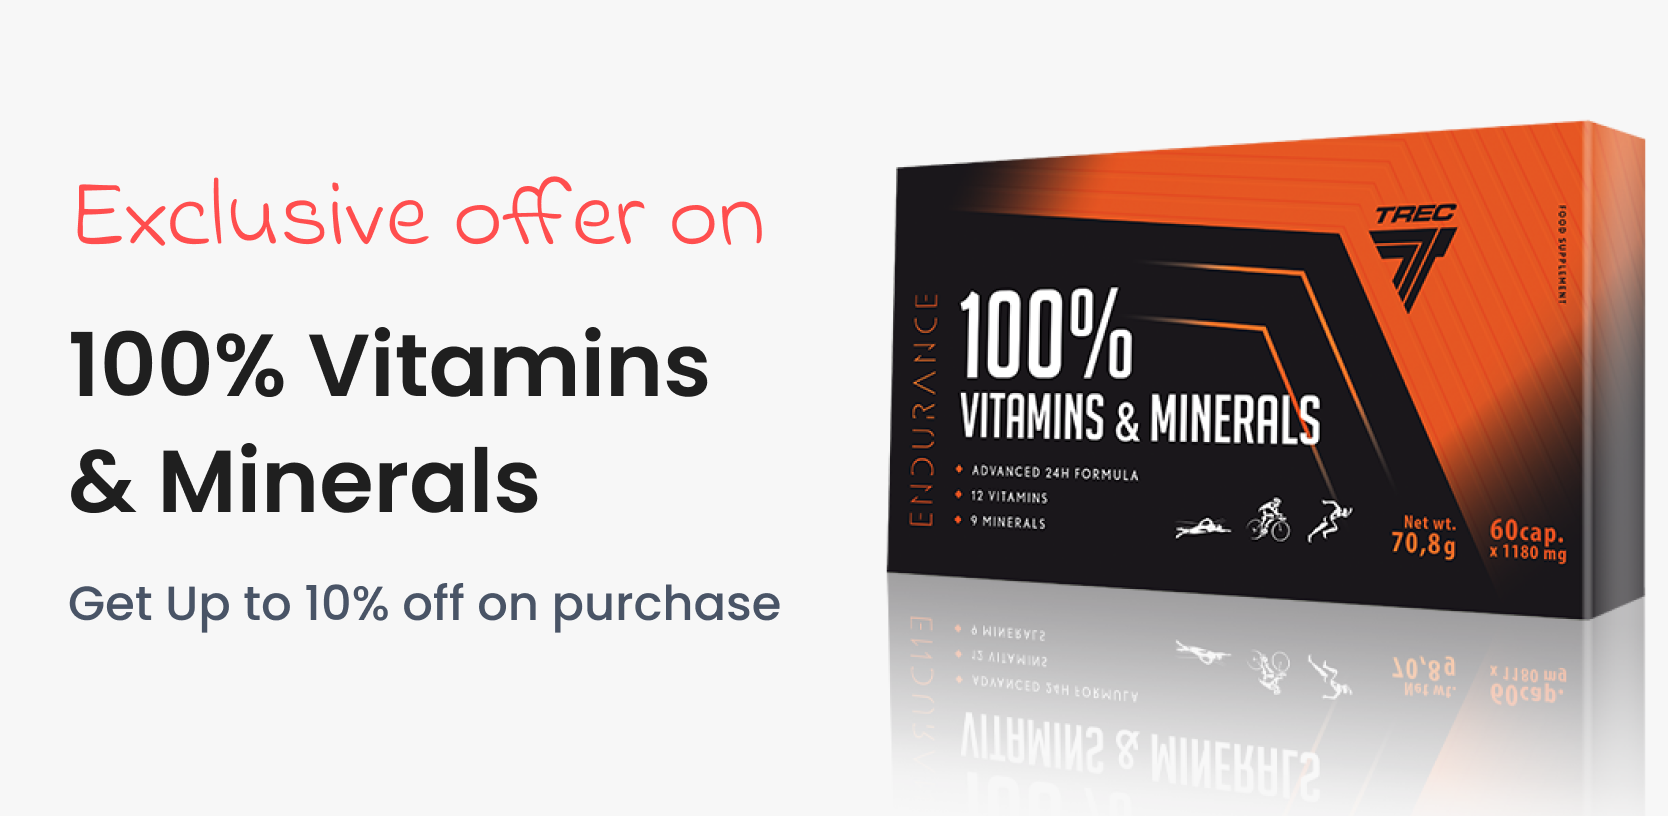 Exclusive offer on
100% Vitamins
& Minerals
Get Up to 10% off on purchase
TREC
FOOD SUPPLEMENT
ENDURANCE
100%
VITAMINS & MINERALS
ADVANCED 24H FORMULA
12 VITAMINS
9 MINERALS
Net wt.
70,8g
60cap.
x 1180 mg